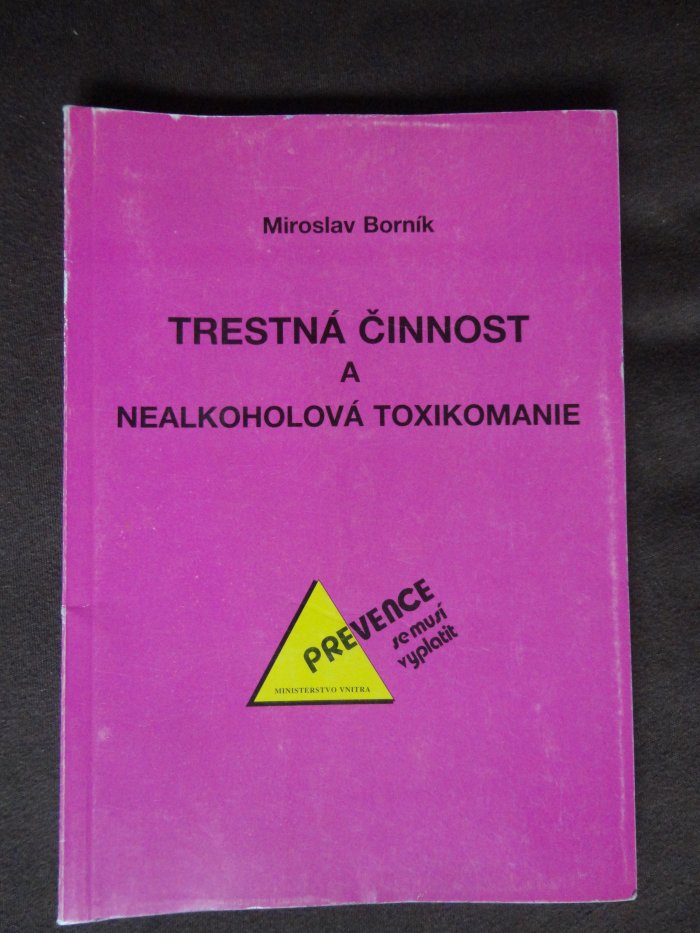 Miroslav Borník
TRESTNÁ ČINNOST
A
NEALKOHOLOVÁ TOXIKOMANIE
PREVENCE
se musí
vyplatit
MINISTERSTVO VNITRA